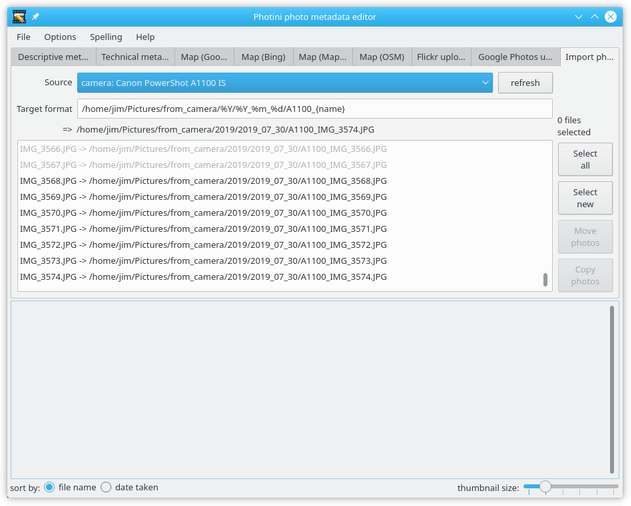 Photini photo metadata editor
File Options Spelling Help
Descriptive met... Technical meta... Map (Goo... Map (Bing) Map (Map... Map (OSM) Flickr uplo... Google Photos u... Import ph...
Source camera: Canon PowerShot A1100 IS refresh
Target format /home/jim/Pictures/from_camera/%Y/%Y_%m_%d/A1100_{name}
=> /home/jim/Pictures/from_camera/2019/2019_07_30/A1100_IMG_3574.JPG
0 files
selected
IMG_3566.JPG -> /home/jim/Pictures/from_camera/2019/2019_07_30/A1100_IMG_3566.JPG
IMG_3567.JPG -> /home/jim/Pictures/from_camera/2019/2019_07_30/A1100_IMG_3567.JPG
IMG_3568.JPG -> /home/jim/Pictures/from_camera/2019/2019_07_30/A1100_IMG_3568.JPG
IMG_3569.JPG -> /home/jim/Pictures/from_camera/2019/2019_07_30/A1100_IMG_3569.JPG
IMG_3570.JPG -> /home/jim/Pictures/from_camera/2019/2019_07_30/A1100_IMG_3570.JPG
IMG_3571.JPG -> /home/jim/Pictures/from_camera/2019/2019_07_30/A1100_IMG_3571.JPG
IMG_3572.JPG -> /home/jim/Pictures/from_camera/2019/2019_07_30/A1100_IMG_3572.JPG
IMG_3573.JPG -> /home/jim/Pictures/from_camera/2019/2019_07_30/A1100_IMG_3573.JPG
IMG_3574.JPG -> /home/jim/Pictures/from_camera/2019/2019_07_30/A1100_IMG_3574.JPG
Select
all
Select
new
Move
photos
Copy
photos
sort by: file name date taken thumbnail size: